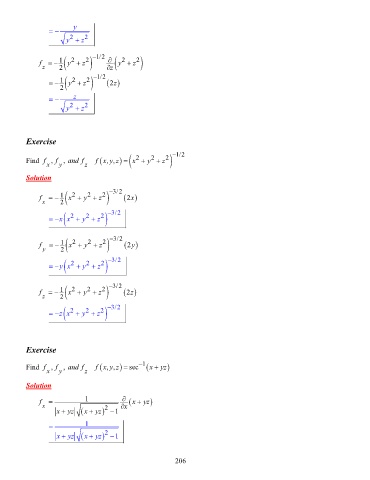 = -\frac{y}{\sqrt{y^2 + z^2}}
f_z = -\frac{1}{2}\left(y^2 + z^2\right)^{-1/2} \frac{\partial}{\partial z}\left(y^2 + z^2\right)
= -\frac{1}{2}\left(y^2 + z^2\right)^{-1/2} (2z)
= -\frac{z}{\sqrt{y^2 + z^2}}
Exercise
Find f_x, f_y, and f_z f(x, y, z) = \left(x^2 + y^2 + z^2\right)^{-1/2}
Solution
f_x = -\frac{1}{2}\left(x^2 + y^2 + z^2\right)^{-3/2} (2x)
= -x\left(x^2 + y^2 + z^2\right)^{-3/2}
f_y = -\frac{1}{2}\left(x^2 + y^2 + z^2\right)^{-3/2} (2y)
= -y\left(x^2 + y^2 + z^2\right)^{-3/2}
f_z = -\frac{1}{2}\left(x^2 + y^2 + z^2\right)^{-3/2} (2z)
= -z\left(x^2 + y^2 + z^2\right)^{-3/2}
Exercise
Find f_x, f_y, and f_z f(x, y, z) = \sec^{-1}(x + yz)
Solution
f_x = \frac{1}{|x + yz|\sqrt{(x + yz)^2 - 1}} \frac{\partial}{\partial x}(x + yz)
= \frac{1}{|x + yz|\sqrt{(x + yz)^2 - 1}}
206